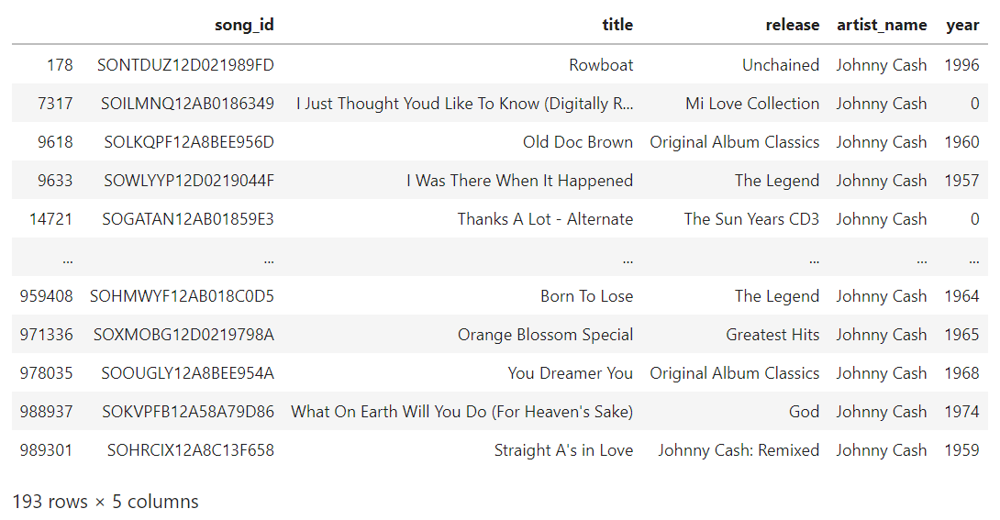 song_id title release artist_name year
178 SONTDUZ12D021989FD Rowboat Unchained Johnny Cash 1996
7317 SOILMNQ12AB0186349 I Just Thought Youd Like To Know (Digitally R... Mi Love Collection Johnny Cash 0
9618 SOLKQPF12A8BEE956D Old Doc Brown Original Album Classics Johnny Cash 1960
9633 SOWLYYP12D0219044F I Was There When It Happened The Legend Johnny Cash 1957
14721 SOGATAN12AB01859E3 Thanks A Lot - Alternate The Sun Years CD3 Johnny Cash 0
... ... ... ... ... ...
959408 SOHMWYF12AB018C0D5 Born To Lose The Legend Johnny Cash 1964
971336 SOXMOBG12D0219798A Orange Blossom Special Greatest Hits Johnny Cash 1965
978035 SOOUGLY12A8BEE954A You Dreamer You Original Album Classics Johnny Cash 1968
988937 SOKVPFB12A58A79D86 What On Earth Will You Do (For Heaven's Sake) God Johnny Cash 1974
989301 SOHRCIX12A8C13F658 Straight A's in Love Johnny Cash: Remixed Johnny Cash 1959
193 rows × 5 columns